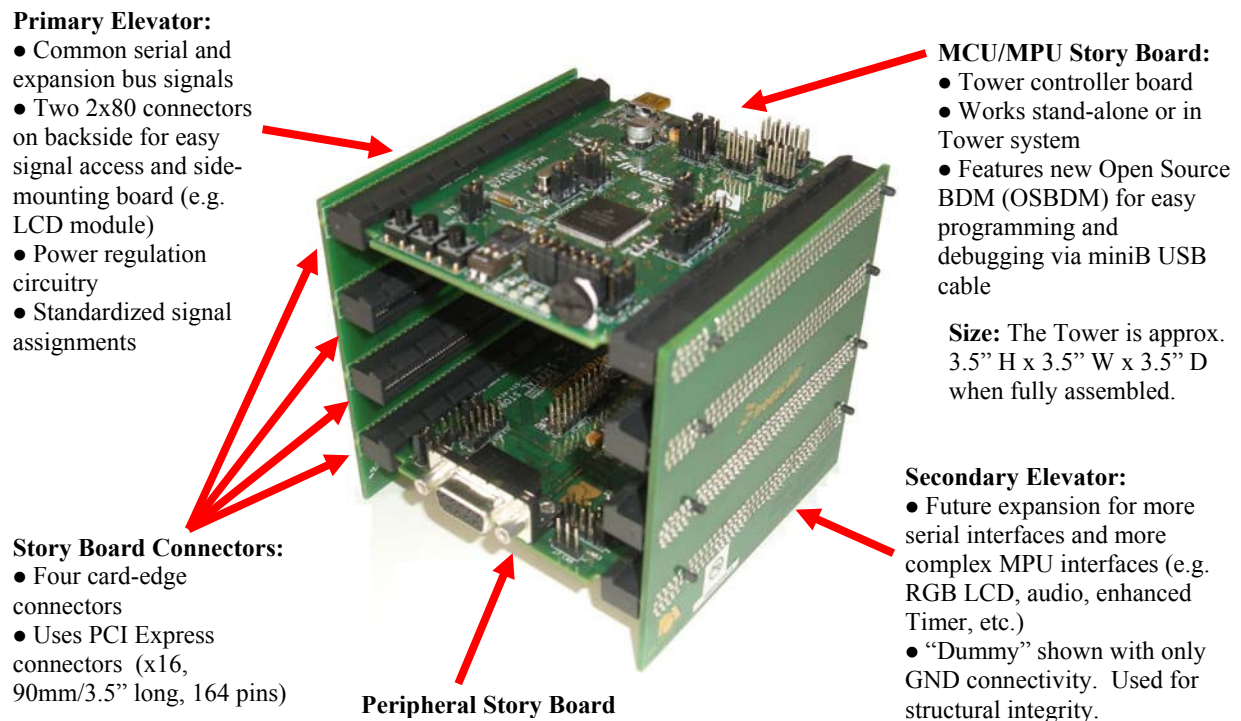 Primary Elevator:
● Common serial and
expansion bus signals
● Two 2x80 connectors
on backside for easy
signal access and side-
mounting board (e.g.
LCD module)
● Power regulation
circuitry
● Standardized signal
assignments
Story Board Connectors:
● Four card-edge
connectors
● Uses PCI Express
connectors  (x16,
90mm/3.5” long, 164 pins)
Peripheral Story Board
MCU/MPU Story Board:
● Tower controller board
● Works stand-alone or in
Tower system
● Features new Open Source
BDM (OSBDM) for easy
programming and
debugging via miniB USB
cable
Size: The Tower is approx.
3.5” H x 3.5” W x 3.5” D
when fully assembled.
Secondary Elevator:
● Future expansion for more
serial interfaces and more
complex MPU interfaces (e.g.
RGB LCD, audio, enhanced
Timer, etc.)
● “Dummy” shown with only
GND connectivity.  Used for
structural integrity.